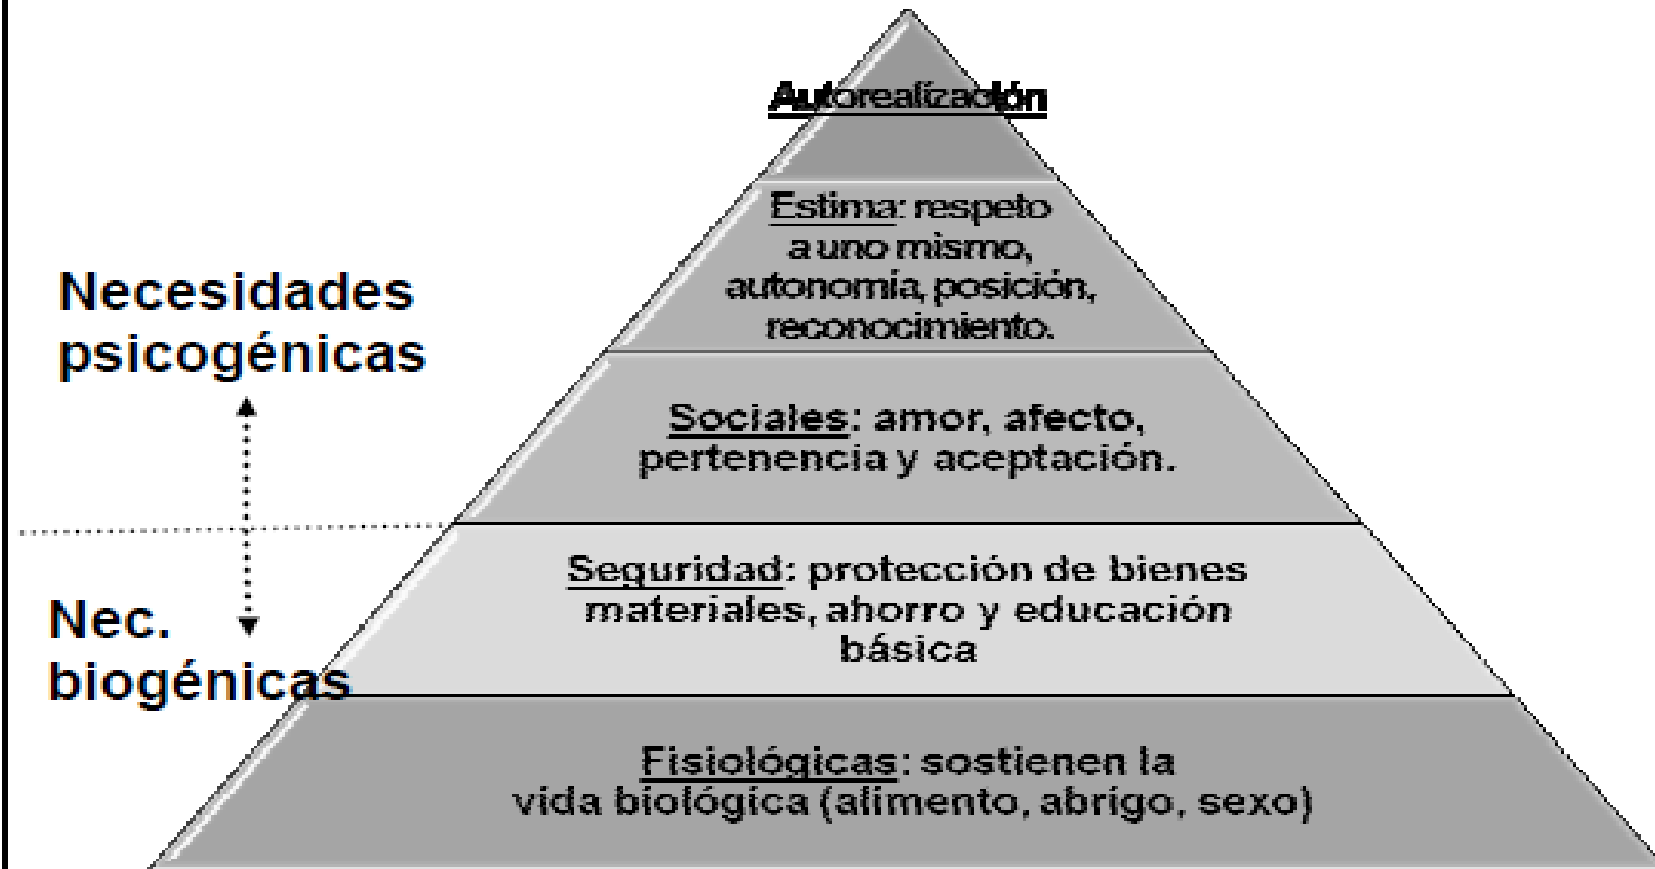 Autorealización
Estima: respeto
a uno mismo,
autonomía, posición,
reconocimiento.
Necesidades
psicogénicas
Sociales: amor, afecto,
pertenencia y aceptación.
Seguridad: protección de bienes
materiales, ahorro y educación
básica
Nec.
biogénicas
Fisiológicas: sostienen la
vida biológica (alimento, abrigo, sexo)